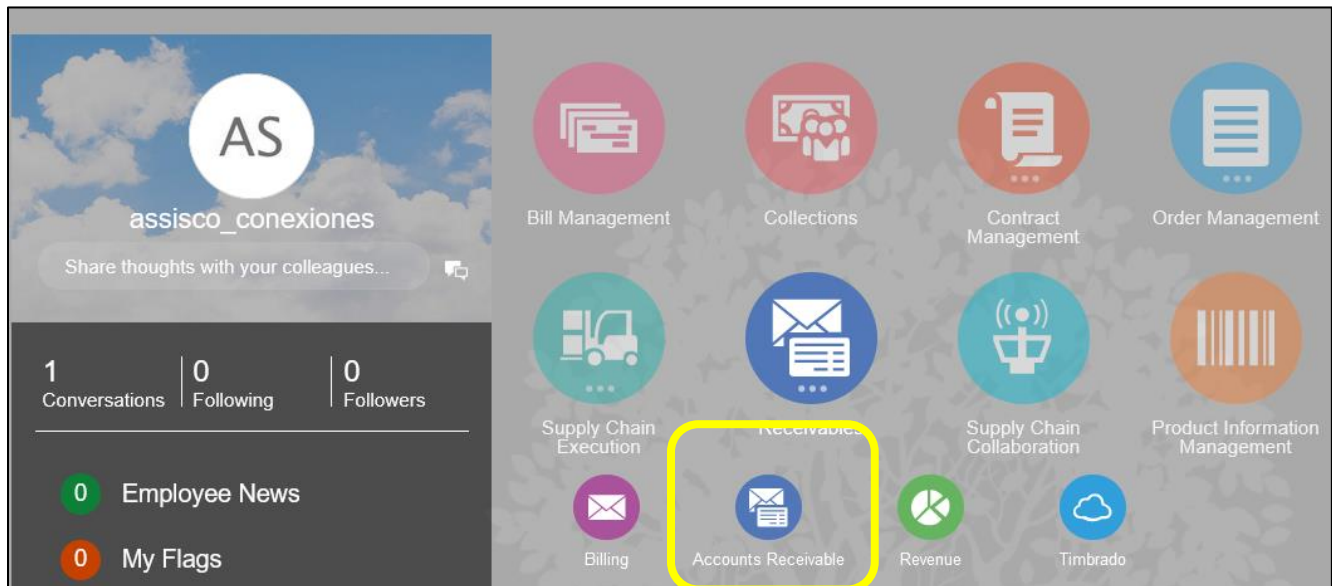 AS
assisco_conexiones
Share thoughts with your colleagues...
1
Conversations
0
Following
0
Followers
0 Employee News
0 My Flags
Bill Management
Collections
Contract
Management
Order Management
Supply Chain
Execution
Receivables
Supply Chain
Collaboration
Product Information
Management
Billing
Accounts Receivable
Revenue
Timbrado